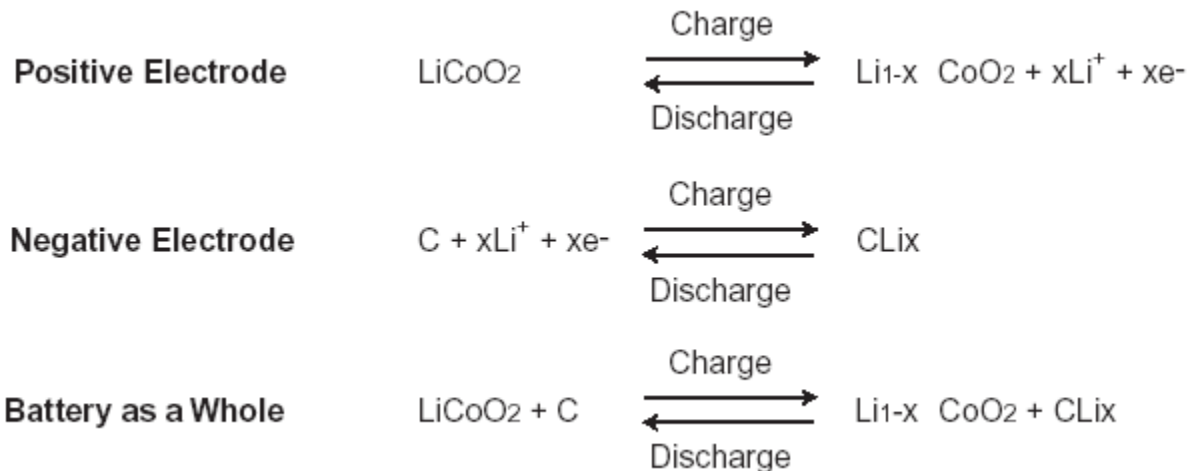 Charge
Positive Electrode LiCoO2 Li1-x CoO2 + xLi+ + xe-
Discharge
Charge
Negative Electrode C + xLi+ + xe- CLix
Discharge
Charge
Battery as a Whole LiCoO2 + C Li1-x CoO2 + CLix
Discharge